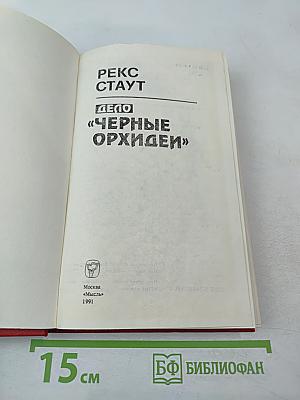 РЕКС
СТАУТ
ДЕЛО
«ЧЕРНЫЕ
ОРХИДЕИ»
Москва
«Мысль»
1991
15 см
БФ БИБЛИОФАН